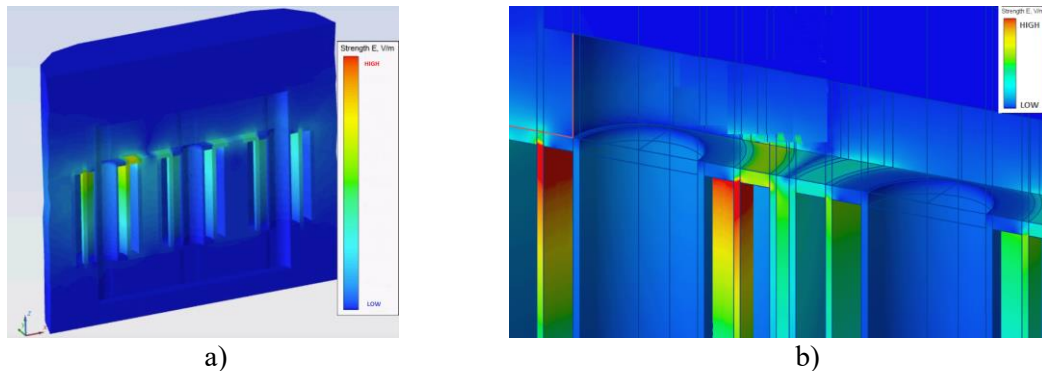 Strength E, V/m
HIGH
LOW
a)
Strength E, V/m
HIGH
LOW
b)